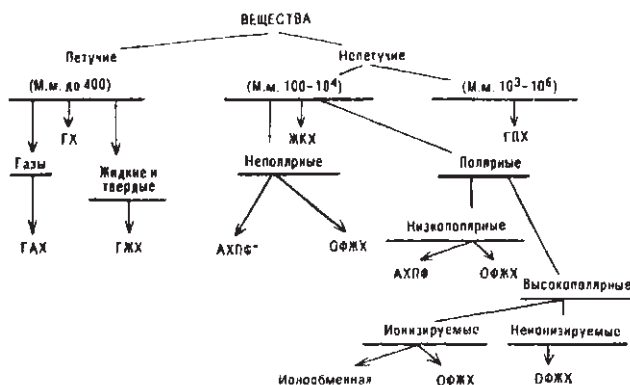 ВЕЩЕСТВА
Летучие
Нелетучие
(М.м. до 400)
(М.м. 100–10⁴)
(М.м. 10³–10⁶)
ГХ
ЖКХ
ГПХ
Газы
Жидкие и
твердые
Неполярные
Полярные
ГАХ
ГЖХ
АХПФ*
ОФЖХ
Низкополярные
АХПФ
ОФЖХ
Высокополярные
Ионизируемые
Неионизируемые
Ионообменная
ОФЖХ
ОФЖХ